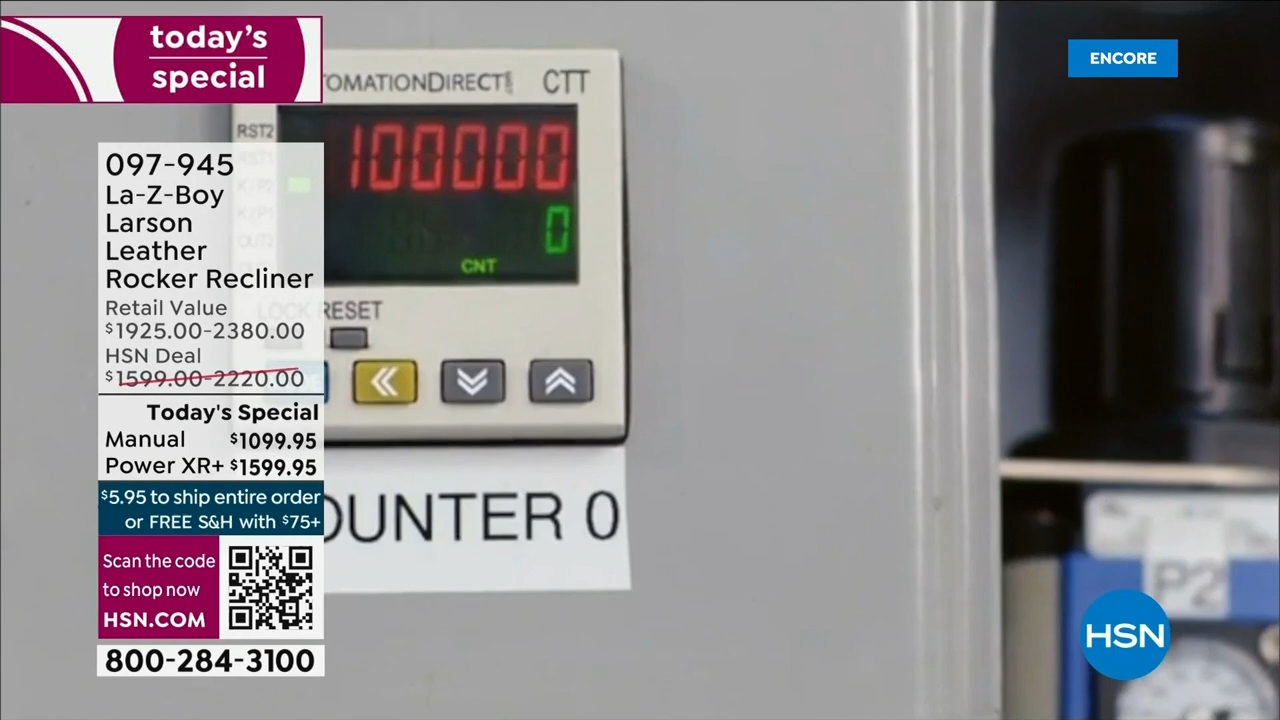 today's
special
ENCORE
TOMATIONDIRECT CTT
RST2
100000
0
CNT
LOCK RESET
OUNTER 0
P2
097-945
La-Z-Boy
Larson
Leather
Rocker Recliner
Retail Value
$1925.00-2380.00
HSN Deal
$1599.00-2220.00
Today's Special
Manual $1099.95
Power XR+ $1599.95
$5.95 to ship entire order
or FREE S&H with $75+
Scan the code
to shop now
HSN.COM
800-284-3100
HSN